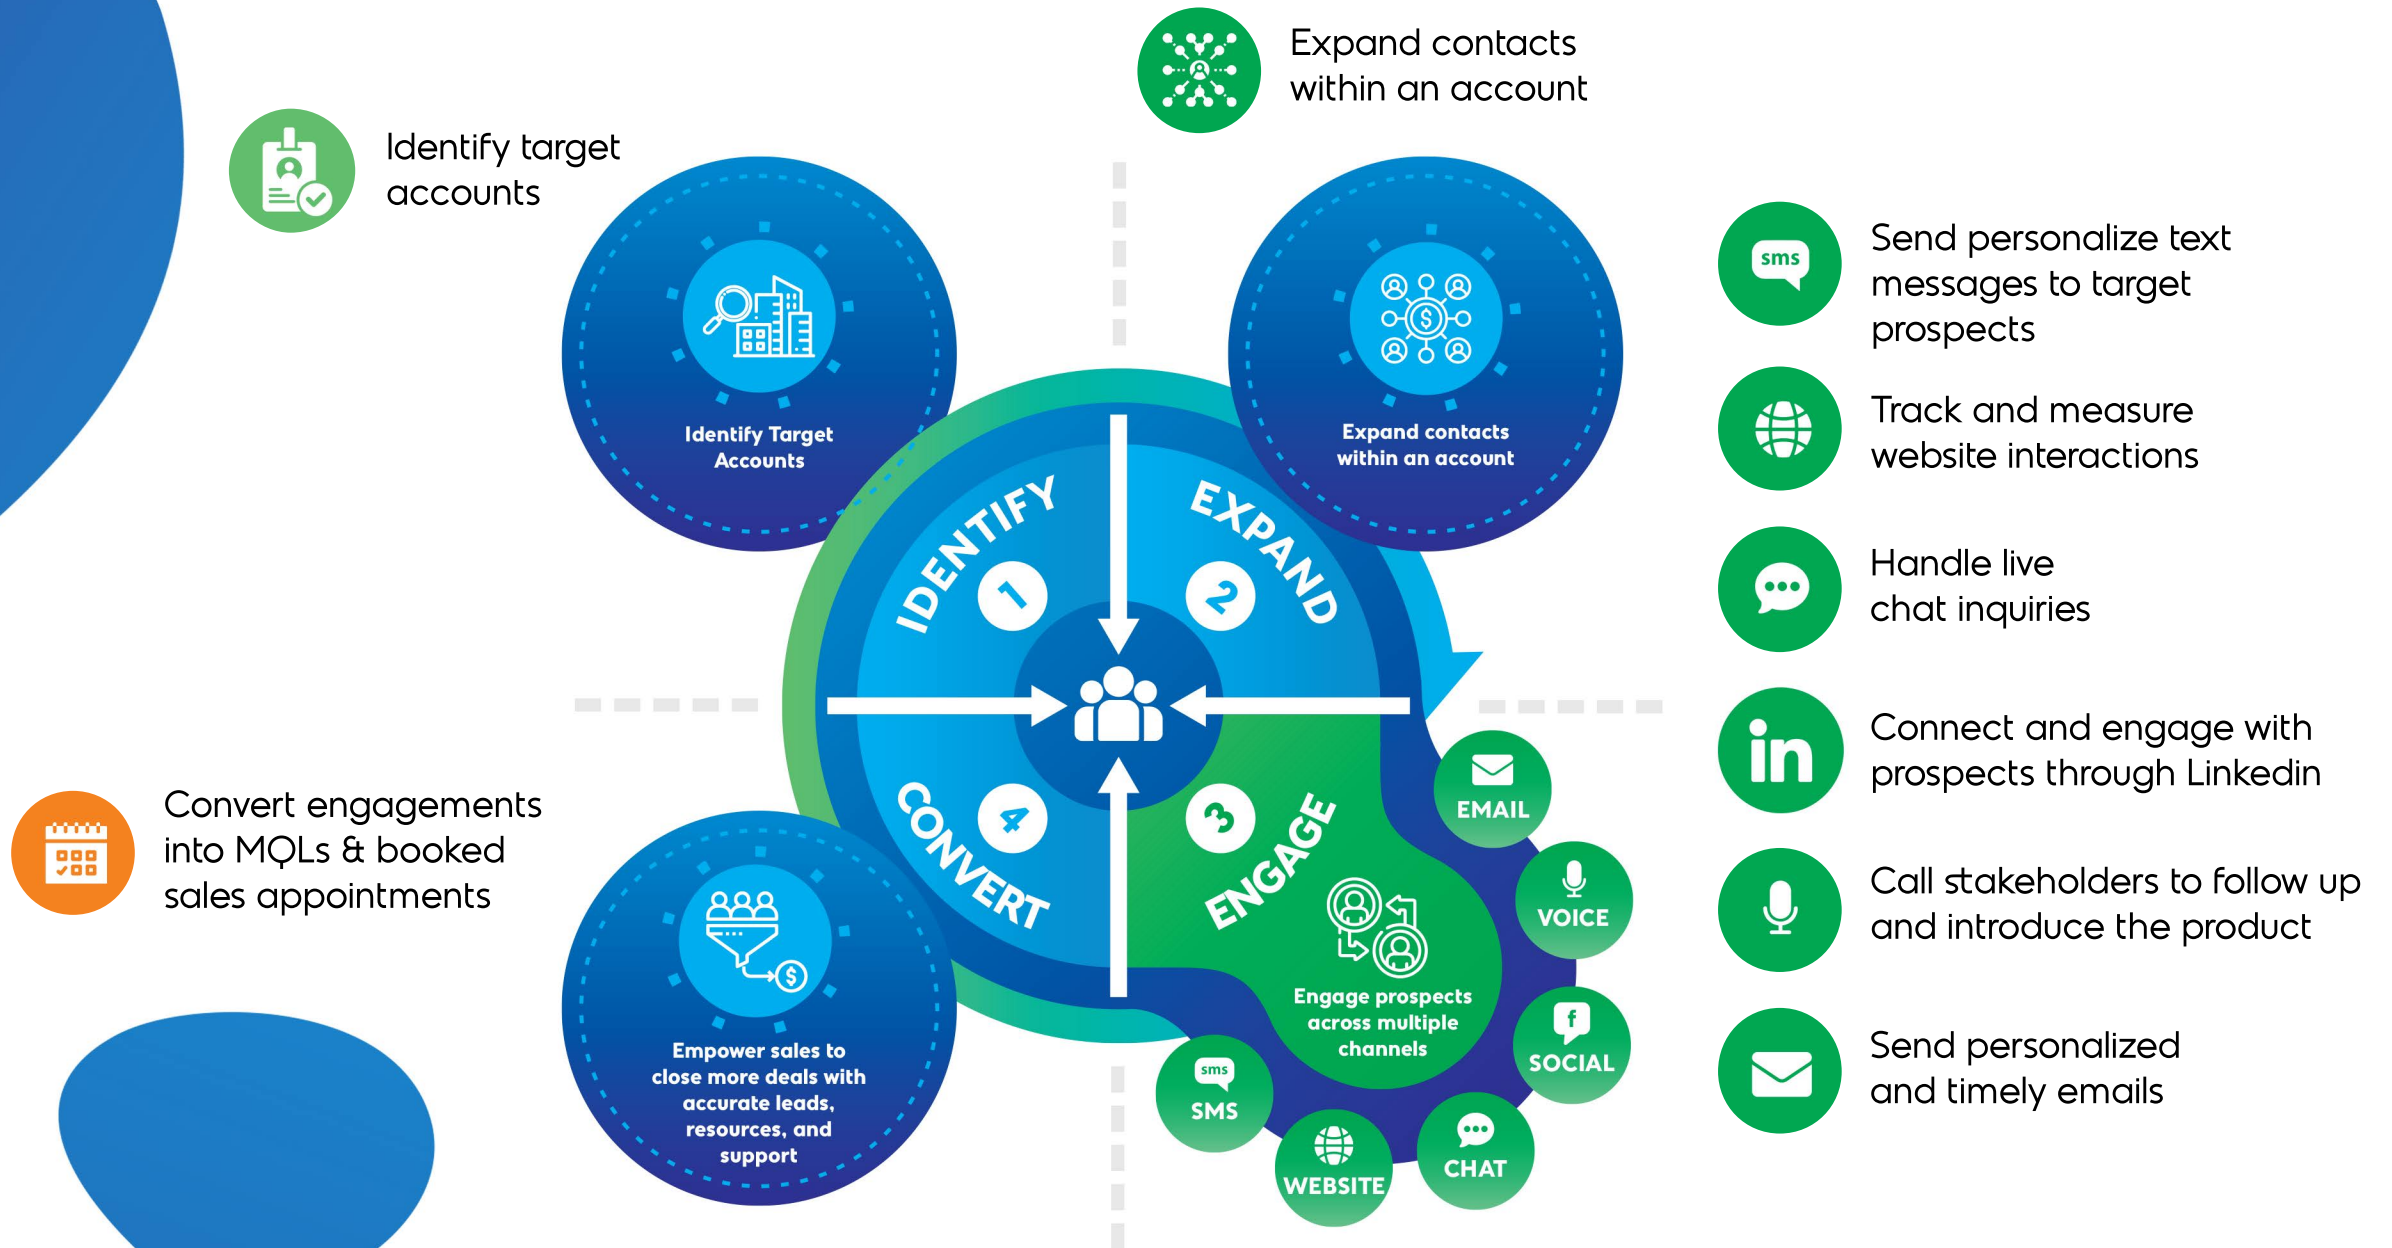 Expand contacts
within an account
Identify target
accounts
Identify Target
Accounts
Expand contacts
within an account
IDENTIFY
1
EXPAND
2
CONVERT
4
3
ENGAGE
Engage prospects
across multiple
channels
EMAIL
VOICE
f
SOCIAL
CHAT
WEBSITE
sms
SMS
Convert engagements
into MQLs & booked
sales appointments
$
$
Empower sales to
close more deals with
accurate leads,
resources, and
support
sms
Send personalize text
messages to target
prospects
Track and measure
website interactions
Handle live
chat inquiries
in
Connect and engage with
prospects through Linkedin
Call stakeholders to follow up
and introduce the product
Send personalized
and timely emails